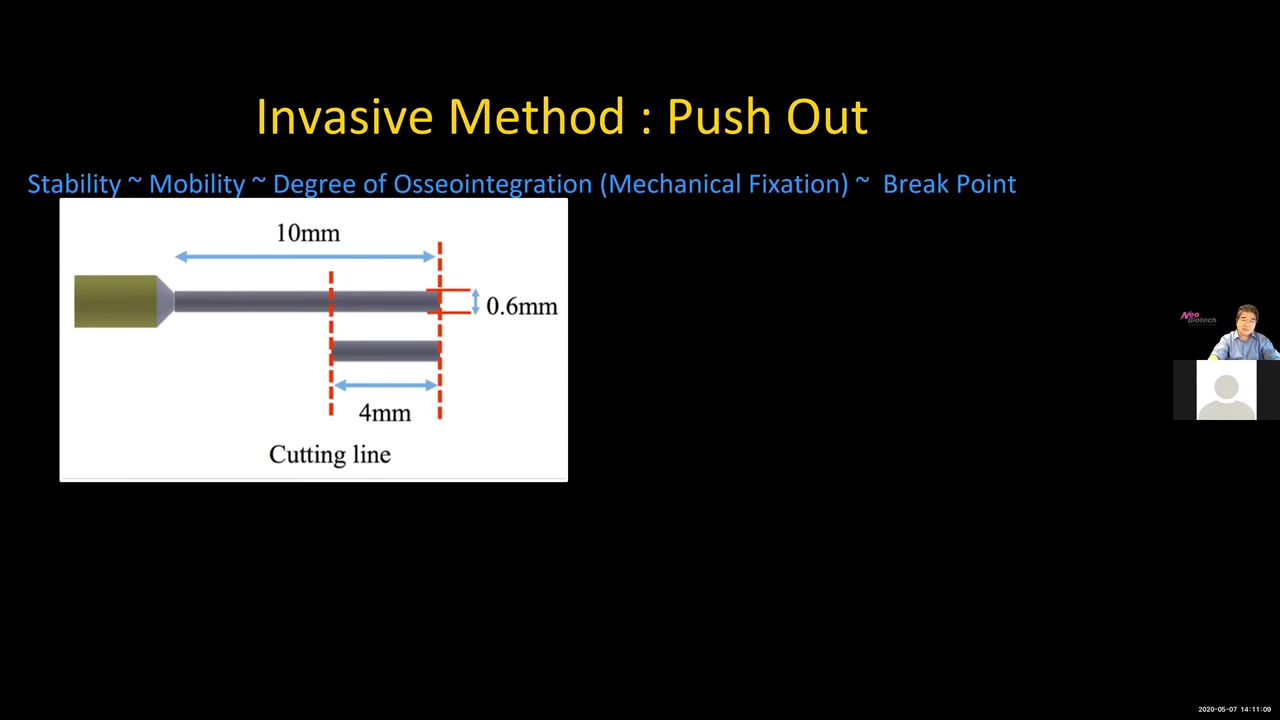 Invasive Method : Push Out
Stability ~ Mobility ~ Degree of Osseointegration (Mechanical Fixation) ~ Break Point
10mm
0.6mm
4mm
Cutting line
Neo
Biotech
2020-05-07 14:11:09